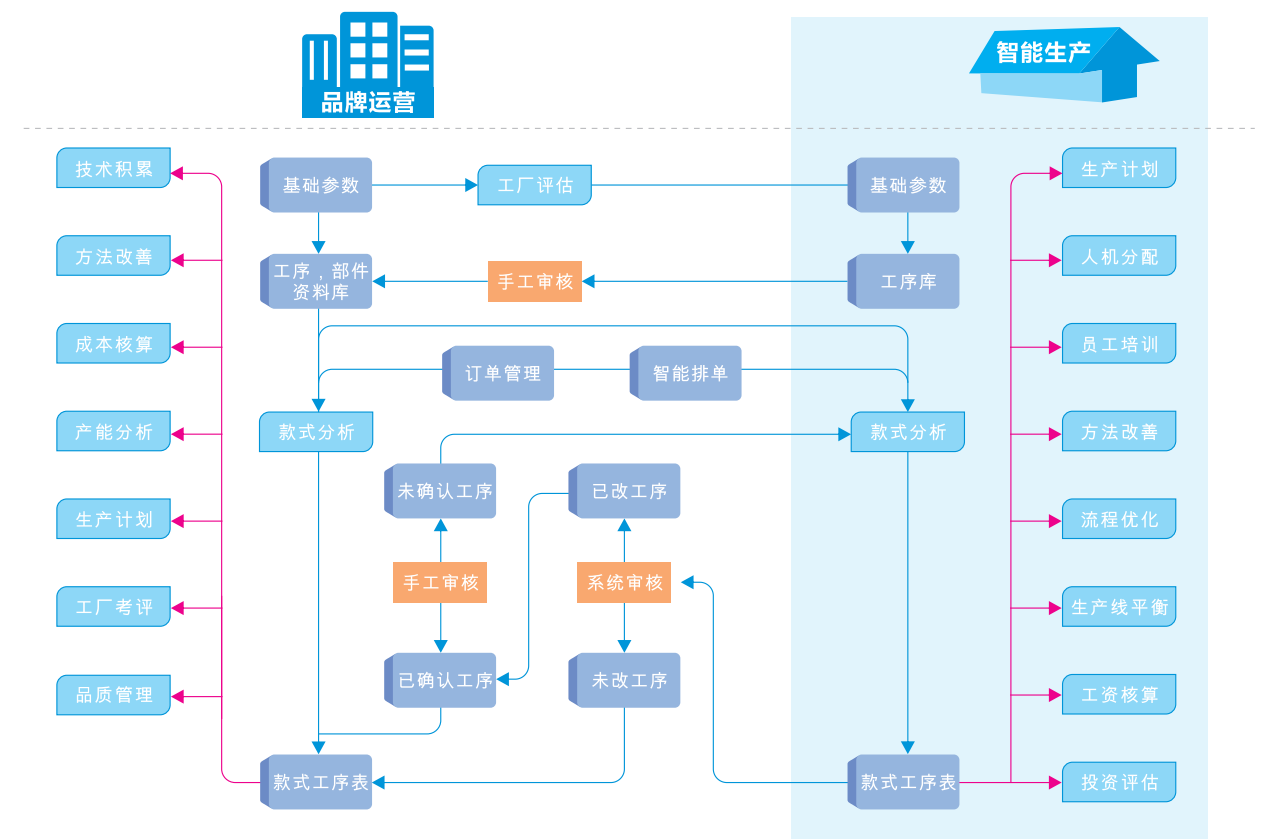 品牌运营
智能生产
技术积累
方法改善
成本核算
产能分析
生产计划
工厂考评
品质管理
基础参数
工厂评估
基础参数
工序，部件
资料库
手工审核
工序库
订单管理
智能排单
款式分析
款式分析
未确认工序
已改工序
手工审核
系统审核
已确认工序
未改工序
款式工序表
款式工序表
生产计划
人机分配
员工培训
方法改善
流程优化
生产线平衡
工资核算
投资评估